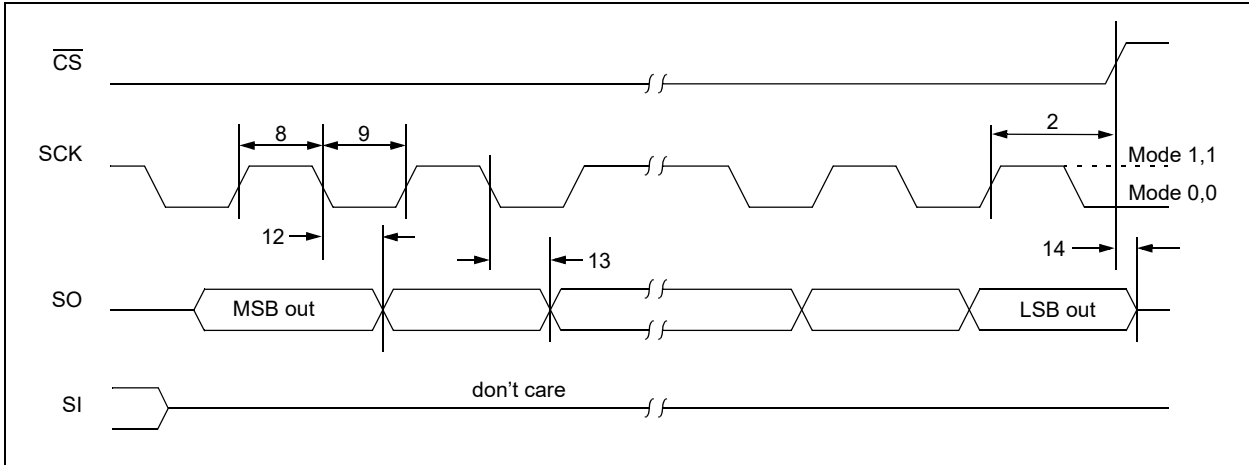 CS
8
9
2
SCK
Mode 1,1
Mode 0,0
12
13
14
SO
MSB out
LSB out
don't care
SI